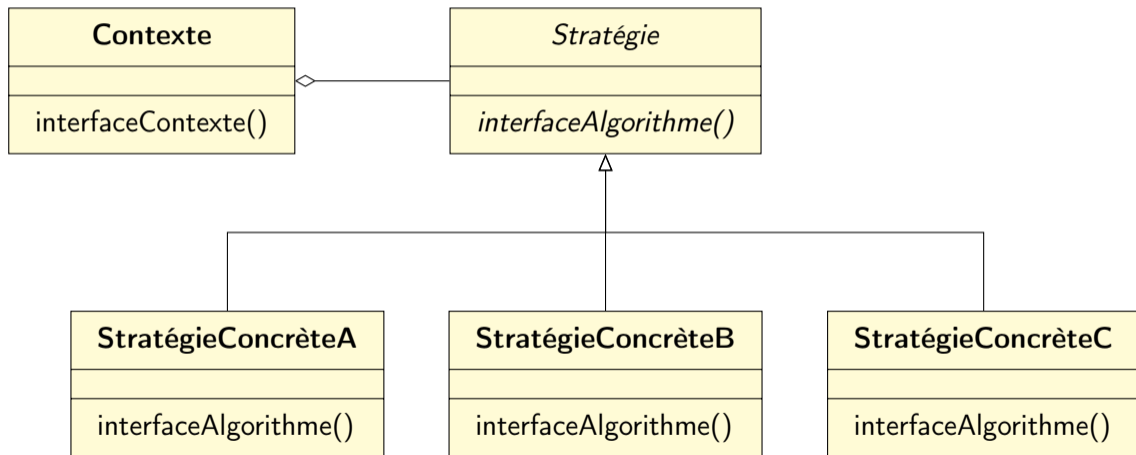 Contexte
Stratégie
interfaceContexte()
interfaceAlgorithme()
StratégieConcrèteA
StratégieConcrèteB
StratégieConcrèteC
interfaceAlgorithme()
interfaceAlgorithme()
interfaceAlgorithme()